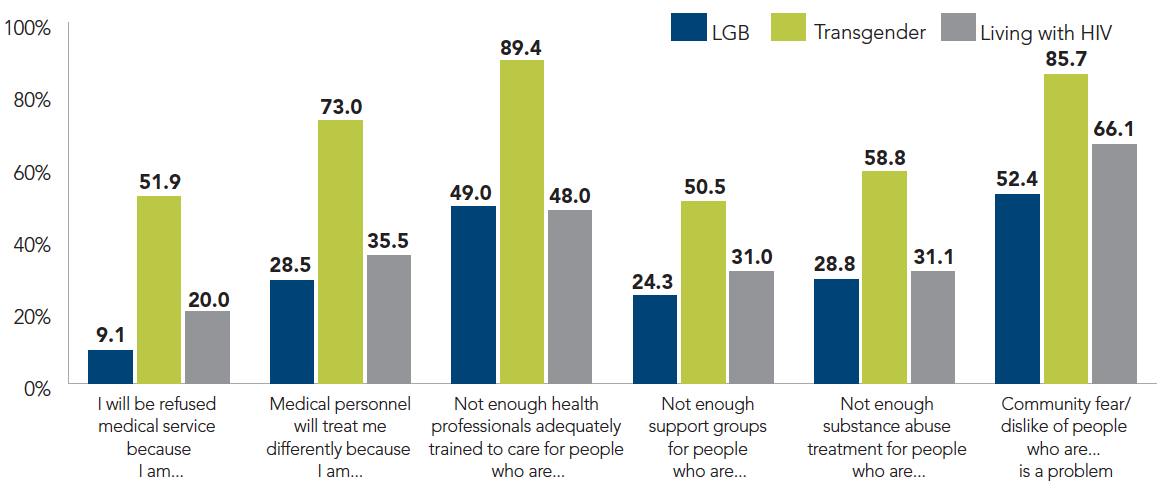 100%
80%
60%
40%
20%
0%
LGB Transgender Living with HIV
9.1 51.9 20.0
28.5 73.0 35.5
49.0 89.4 48.0
24.3 50.5 31.0
28.8 58.8 31.1
52.4 85.7 66.1
I will be refused
medical service
because
I am...
Medical personnel
will treat me
differently because
I am...
Not enough health
professionals adequately
trained to care for people
who are...
Not enough
support groups
for people
who are...
Not enough
substance abuse
treatment for people
who are...
Community fear/
dislike of people
who are...
is a problem